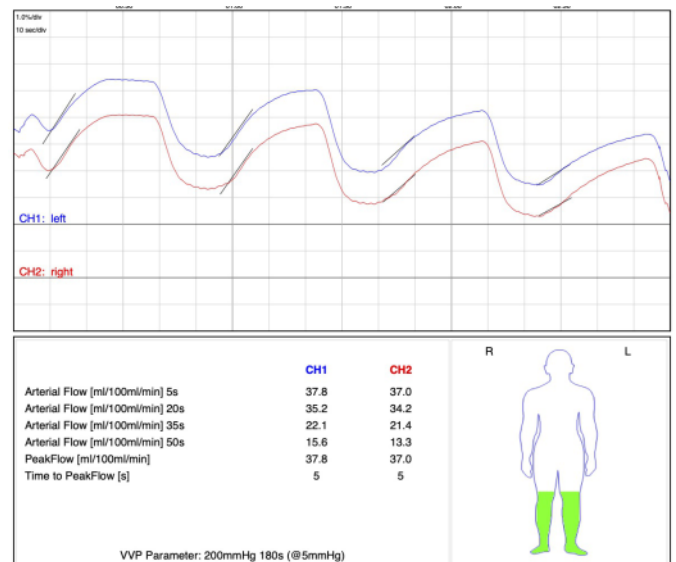 1.0%/div
10 sec/div
CH1: left
CH2: right
R L
CH1 CH2
Arterial Flow [ml/100ml/min] 5s 37.8 37.0
Arterial Flow [ml/100ml/min] 20s 35.2 34.2
Arterial Flow [ml/100ml/min] 35s 22.1 21.4
Arterial Flow [ml/100ml/min] 50s 15.6 13.3
PeakFlow [ml/100ml/min] 37.8 37.0
Time to PeakFlow [s] 5 5
VVP Parameter: 200mmHg 180s (@5mmHg)